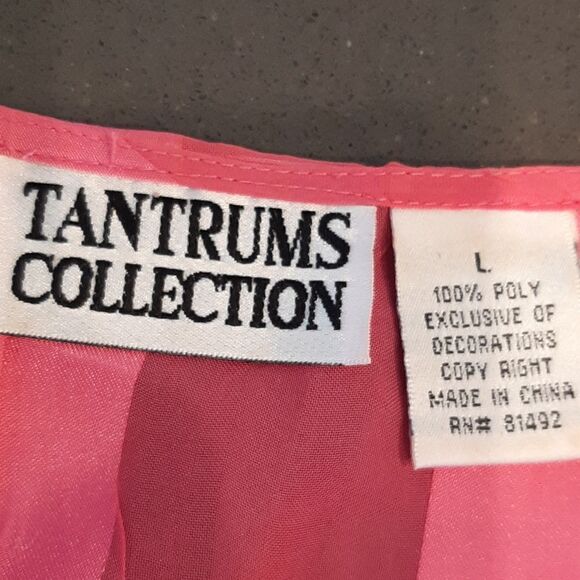 TANTRUMS
COLLECTION
L
100% POLY
EXCLUSIVE OF
DECORATIONS
COPY RIGHT
MADE IN CHINA
RN# 81492